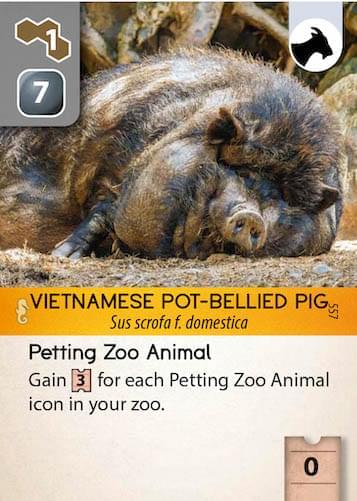 1
7
VIETNAMESE POT-BELLIED PIG
557
Sus scrofa f. domestica
Petting Zoo Animal
Gain 3 for each Petting Zoo Animal
icon in your zoo.
0